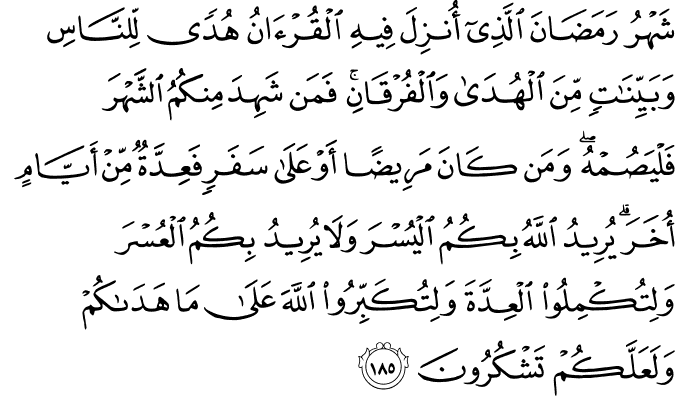 شَهْرُ رَمَضَانَ ٱلَّذِىٓ أُنزِلَ فِيهِ ٱلْقُرْءَانُ هُدًى لِّلنَّاسِ
وَبَيِّنَـٰتٍ مِّنَ ٱلْهُدَىٰ وَٱلْفُرْقَانِ ۚ فَمَن شَهِدَ مِنكُمُ ٱلشَّهْرَ
فَلْيَصُمْهُ ۖ وَمَن كَانَ مَرِيضًا أَوْ عَلَىٰ سَفَرٍ فَعِدَّةٌ مِّنْ أَيَّامٍ
أُخَرَ ۗ يُرِيدُ ٱللَّهُ بِكُمُ ٱلْيُسْرَ وَلَا يُرِيدُ بِكُمُ ٱلْعُسْرَ
وَلِتُكْمِلُوا۟ ٱلْعِدَّةَ وَلِتُكَبِّرُوا۟ ٱللَّهَ عَلَىٰ مَا هَدَىٰكُمْ
وَلَعَلَّكُمْ تَشْكُرُونَ ١٨٥